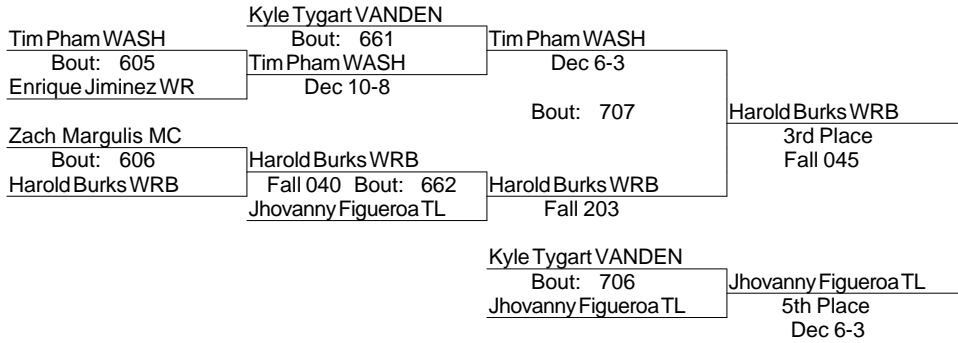 Kyle Tygart VANDEN
Tim Pham WASH
Bout: 661
Tim Pham WASH
Bout: 605
Tim Pham WASH
Dec 6-3
Enrique Jiminez WR
Dec 10-8
Bout: 707
Harold Burks WRB
Zach Margulis MC
3rd Place
Bout: 606
Harold Burks WRB
Fall 045
Harold Burks WRB
Fall 040 Bout: 662
Harold Burks WRB
Jhovanny Figueroa TL
Fall 203
Kyle Tygart VANDEN
Bout: 706
Jhovanny Figueroa TL
Jhovanny Figueroa TL
5th Place
Dec 6-3